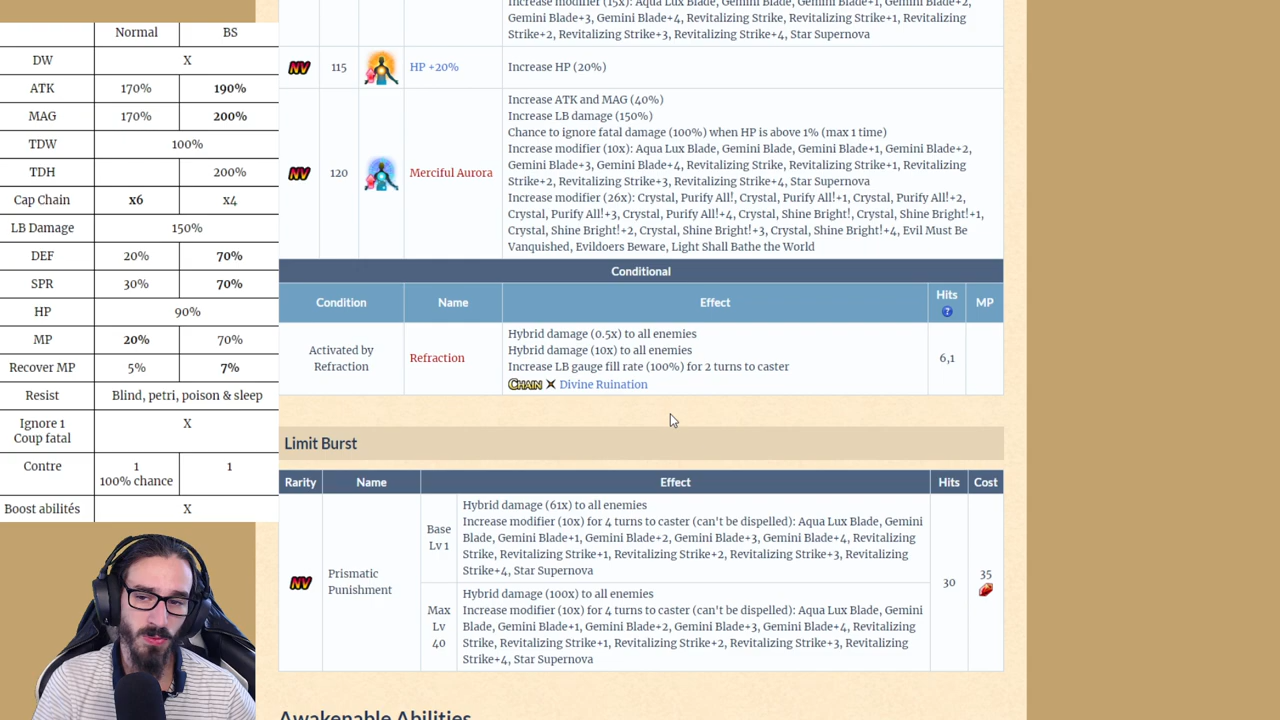 Normal BS
DW X
ATK 170% 190%
MAG 170% 200%
TDW 100%
TDH 200%
Cap Chain x6 x4
LB Damage 150%
DEF 20% 70%
SPR 30% 70%
HP 90%
MP 20% 70%
Recover MP 5% 7%
Resist Blind, petri, poison & sleep
Ignore 1
Coup fatal X
Contre 1 1
100% chance
Boost abilités X
Increase modifier (15x): Aqua Lux Blade, Gemini Blade, Gemini Blade+1, Gemini Blade+2,
Gemini Blade+3, Gemini Blade+4, Revitalizing Strike, Revitalizing Strike+1, Revitalizing
Strike+2, Revitalizing Strike+3, Revitalizing Strike+4, Star Supernova
NV 115 HP +20% Increase HP (20%)
Increase ATK and MAG (40%)
Increase LB damage (150%)
Chance to ignore fatal damage (100%) when HP is above 1% (max 1 time)
Increase modifier (10x): Aqua Lux Blade, Gemini Blade, Gemini Blade+1, Gemini Blade+2,
Gemini Blade+3, Gemini Blade+4, Revitalizing Strike, Revitalizing Strike+1, Revitalizing
NV 120 Merciful Aurora
Strike+2, Revitalizing Strike+3, Revitalizing Strike+4, Star Supernova
Increase modifier (26x): Crystal, Purify All!, Crystal, Purify All!+1, Crystal, Purify All!+2,
Crystal, Purify All!+3, Crystal, Purify All!+4, Crystal, Shine Bright!, Crystal, Shine Bright!+1,
Crystal, Shine Bright!+2, Crystal, Shine Bright!+3, Crystal, Shine Bright!+4, Evil Must Be
Vanquished, Evildoers Beware, Light Shall Bathe the World
Conditional
Condition Name Effect Hits ? MP
Activated by
Refraction
Refraction
Hybrid damage (0.5x) to all enemies
Hybrid damage (10x) to all enemies
Increase LB gauge fill rate (100%) for 2 turns to caster
CHAIN Divine Ruination
6,1
Limit Burst
Rarity Name Effect Hits Cost
NV
Prismatic
Punishment
Base
Lv 1
Hybrid damage (61x) to all enemies
Increase modifier (10x) for 4 turns to caster (can't be dispelled): Aqua Lux Blade, Gemini
Blade, Gemini Blade+1, Gemini Blade+2, Gemini Blade+3, Gemini Blade+4, Revitalizing
Strike, Revitalizing Strike+1, Revitalizing Strike+2, Revitalizing Strike+3, Revitalizing
Strike+4, Star Supernova
30
35
Max
Lv
40
Hybrid damage (100x) to all enemies
Increase modifier (10x) for 4 turns to caster (can't be dispelled): Aqua Lux Blade, Gemini
Blade, Gemini Blade+1, Gemini Blade+2, Gemini Blade+3, Gemini Blade+4, Revitalizing
Strike, Revitalizing Strike+1, Revitalizing Strike+2, Revitalizing Strike+3, Revitalizing
Strike+4, Star Supernova
Awakenable Abilities